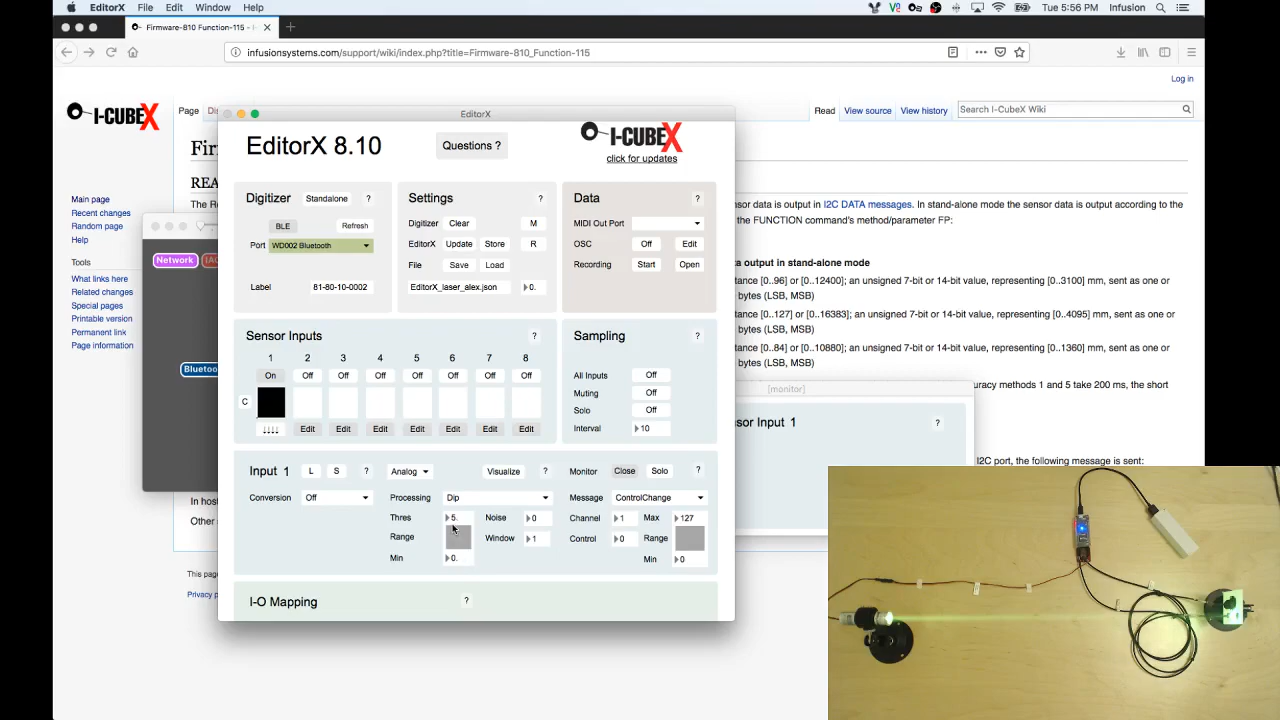 EditorX File Edit Window Help Tue 5:56 PM Infusion
Firmware-810 Function-115 -
infusionsystems.com/support/wiki/index.php?title=Firmware-810_Function-115
Log in
I-CUBEX
Page
Read View source View history Search I-CubeX Wiki
EditorX
EditorX 8.10
Questions ?
I-CUBEX
click for updates
Main page
Recent changes
Random page
Help
Tools
What links here
Related changes
Special pages
Printable version
Permanent link
Page information
REA
The Re
sor data is output in I2C DATA messages. In stand-alone mode the sensor data is output according to
the FUNCTION command's method/parameter FP:
ta output in stand-alone mode
tance [0..96] or [0..12400]; an unsigned 7-bit or 14-bit value, representing [0..3100] mm, sent as one or
bytes (LSB, MSB)
tance [0..127] or [0..16383]; an unsigned 7-bit or 14-bit value, representing [0..4095] mm, sent as one or
bytes (LSB, MSB)
tance [0..84] or [0..10880]; an unsigned 7-bit or 14-bit value, representing [0..1360] mm, sent as one or
bytes (LSB, MSB)
uracy methods 1 and 5 take 200 ms, the short
I2C port, the following message is sent:
In host
Other s
This page
Privacy p
Network
Bluetoo
Digitizer Standalone ?
BLE Refresh
Port WD002 Bluetooth
Label 81-80-10-0002
Settings ?
Digitizer Clear M
EditorX Update Store R
File Save Load
EditorX_laser_alex.json 0.
Data ?
MIDI Out Port
OSC Off Edit
Recording Start Open
Sensor Inputs ?
1 2 3 4 5 6 7 8
On Off Off Off Off Off Off Off
C
↓↓↓↓ Edit Edit Edit Edit Edit Edit Edit
Sampling ?
All Inputs Off
Muting Off
Solo Off
Interval 10
[monitor]
sor Input 1 ?
Input 1 L S ? Analog Visualize ? Monitor Close Solo ?
Conversion Off Processing Dip Message ControlChange
Thres 5. Noise 0 Channel 1 Max 127
Range Window 1 Control 0 Range
Min 0. Min 0
I-O Mapping ?